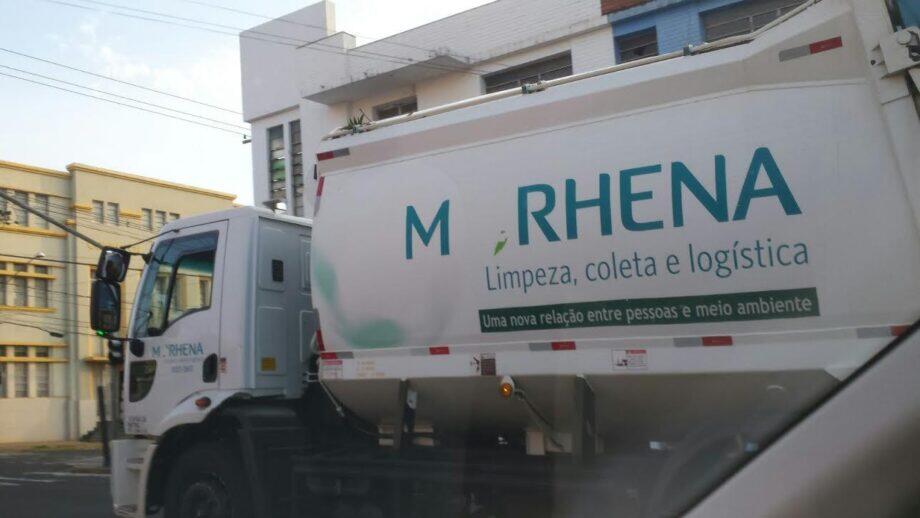 M RHENA
Limpeza, coleta e logística
Uma nova relação entre pessoas e meio ambiente
M RHENA